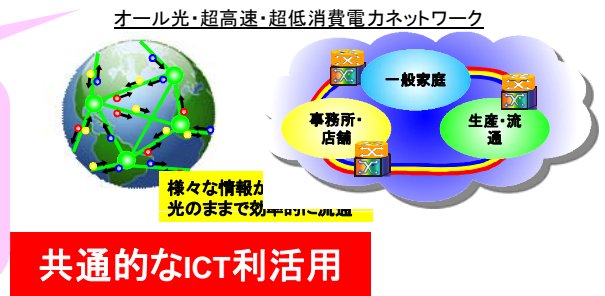 オール光・超高速・超低消費電力ネットワーク
一般家庭
事務所・
店舗
生産・流
通
様々な情報が
光のままで効率的に流通
共通的なICT利活用